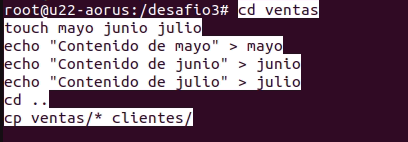 root@u22-aorus:/desafio3# cd ventas
touch mayo junio julio
echo "Contenido de mayo" > mayo
echo "Contenido de junio" > junio
echo "Contenido de julio" > julio
cd ..
cp ventas/* clientes/